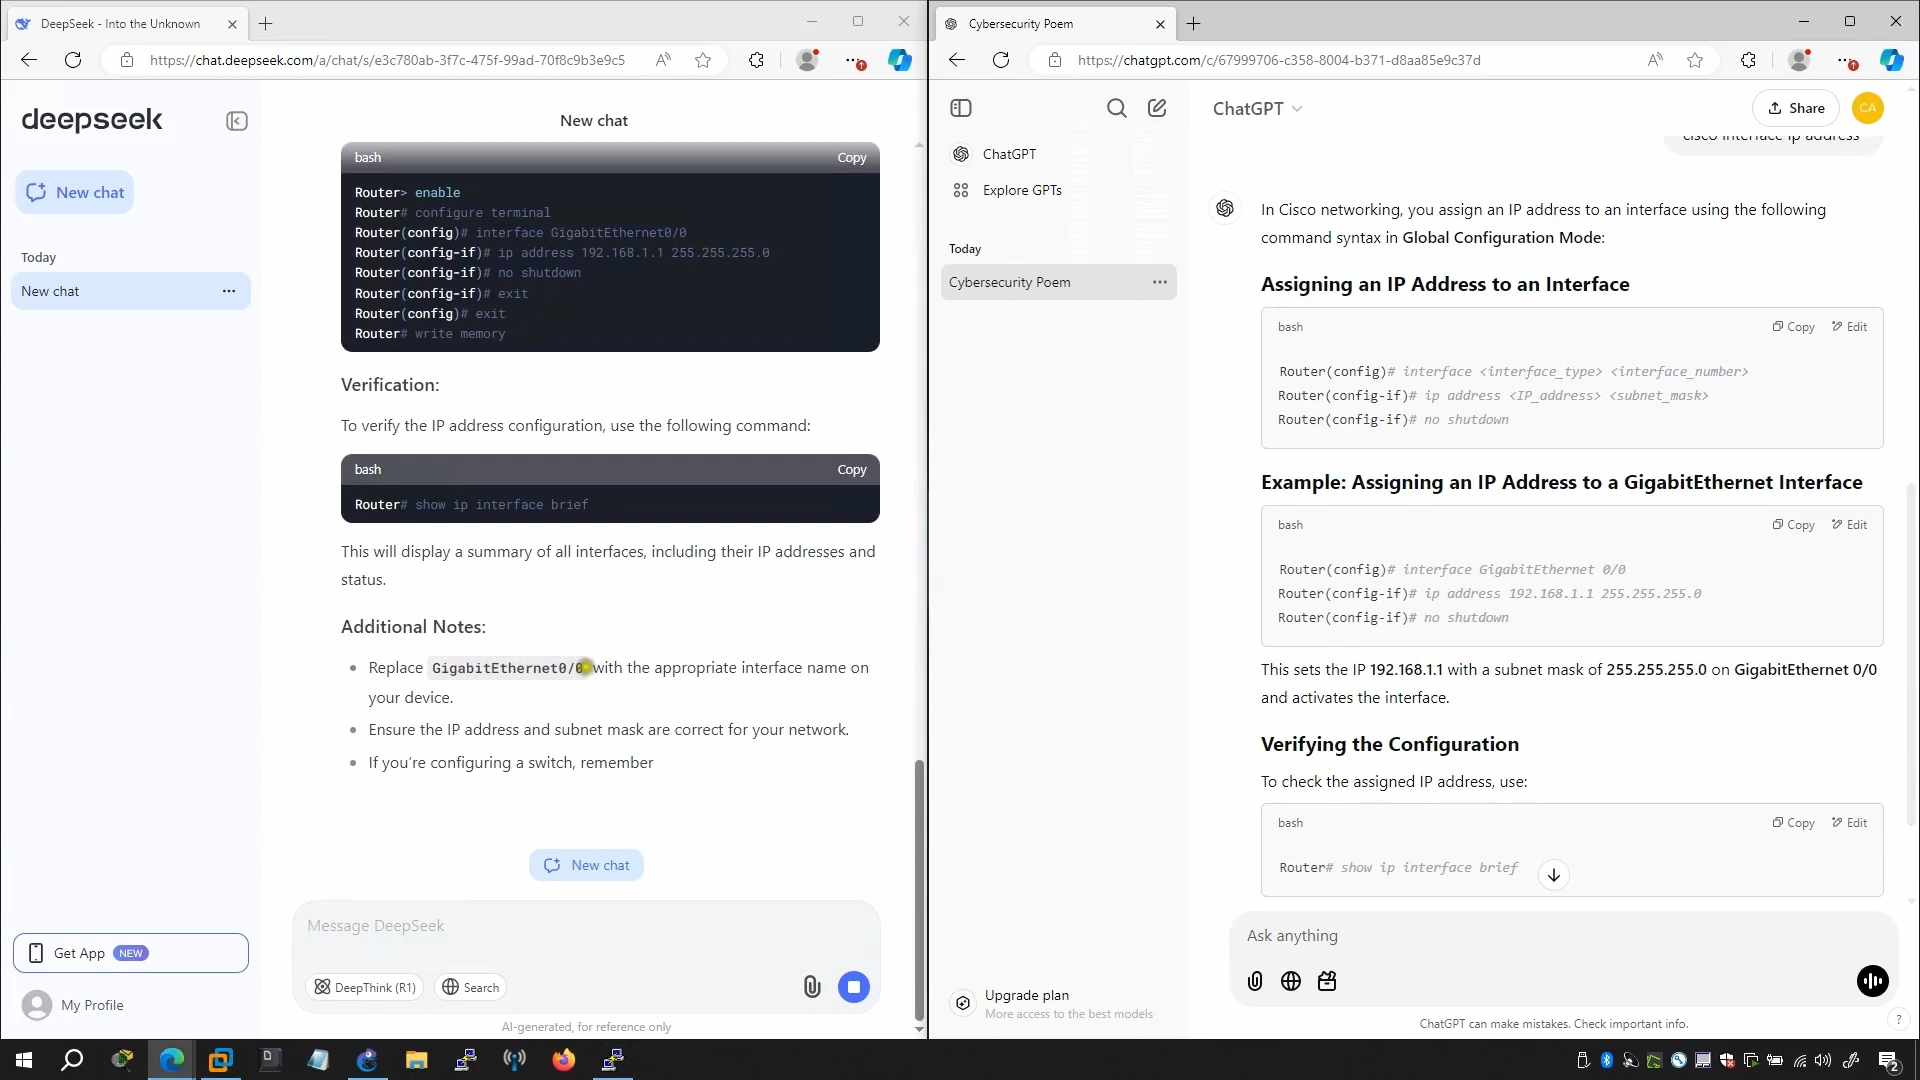 DeepSeek - Into the Unknown
https://chat.deepseek.com/a/chat/s/e3c780ab-3f7c-475f-99ad-70f8c9b3e9c5
deepseek
New chat
Today
New chat
Get App NEW
My Profile
New chat
bash Copy
Router> enable
Router# configure terminal
Router(config)# interface GigabitEthernet0/0
Router(config-if)# ip address 192.168.1.1 255.255.255.0
Router(config-if)# no shutdown
Router(config-if)# exit
Router(config)# exit
Router# write memory
Verification:
To verify the IP address configuration, use the following command:
bash Copy
Router# show ip interface brief
This will display a summary of all interfaces, including their IP addresses and
status.
Additional Notes:
Replace GigabitEthernet0/0 with the appropriate interface name on
your device.
Ensure the IP address and subnet mask are correct for your network.
If you're configuring a switch, remember
New chat
Message DeepSeek
DeepThink (R1) Search
AI-generated, for reference only
Cybersecurity Poem
https://chatgpt.com/c/67999706-c358-8004-b371-d8aa85e9c37d
ChatGPT
Explore GPTs
Today
Cybersecurity Poem
Upgrade plan
More access to the best models
ChatGPT
Share
CA
cisco interface ip address
In Cisco networking, you assign an IP address to an interface using the following
command syntax in Global Configuration Mode:
Assigning an IP Address to an Interface
bash Copy Edit
Router(config)# interface <interface_type> <interface_number>
Router(config-if)# ip address <IP_address> <subnet_mask>
Router(config-if)# no shutdown
Example: Assigning an IP Address to a GigabitEthernet Interface
bash Copy Edit
Router(config)# interface GigabitEthernet 0/0
Router(config-if)# ip address 192.168.1.1 255.255.255.0
Router(config-if)# no shutdown
This sets the IP 192.168.1.1 with a subnet mask of 255.255.255.0 on GigabitEthernet 0/0
and activates the interface.
Verifying the Configuration
To check the assigned IP address, use:
bash Copy Edit
Router# show ip interface brief
Ask anything
ChatGPT can make mistakes. Check important info.
?
2